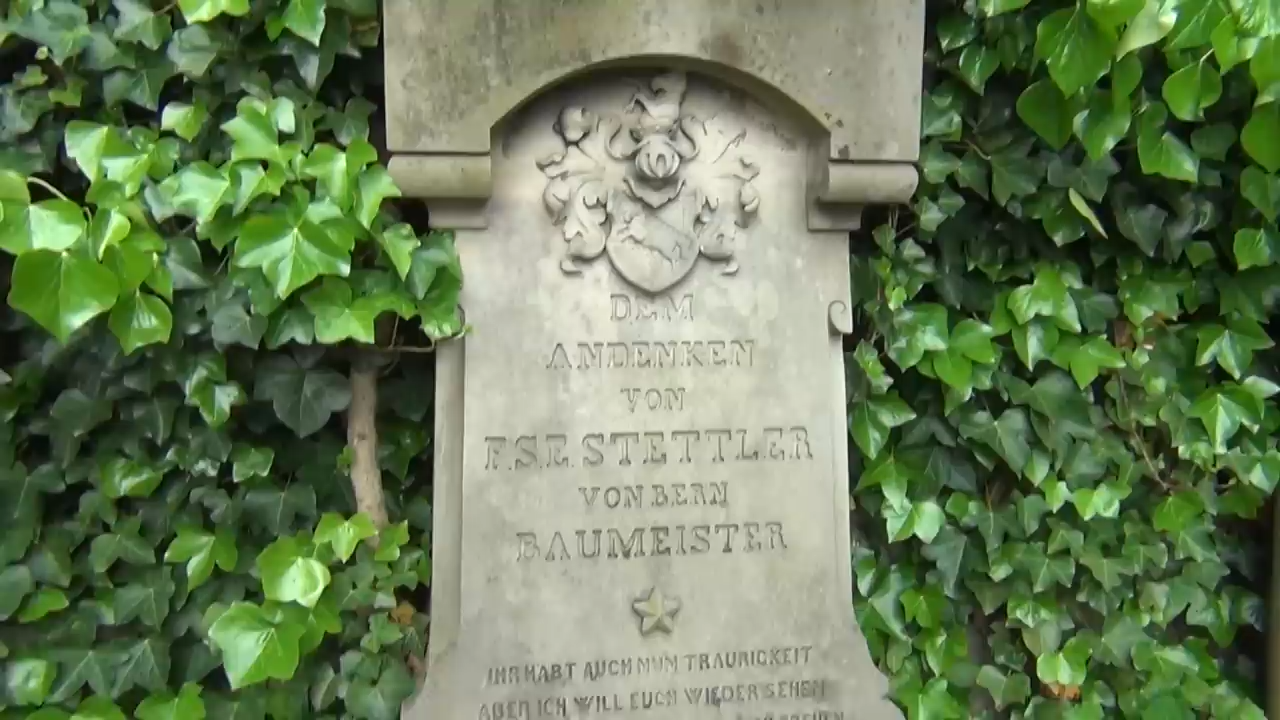 DEM
ANDENKEN
VON
F.S.E. STETTLER
VON BERN
BAUMEISTER
IHR HABT AUCH NUN TRAURIGKEIT
ABER ICH WILL EUCH WIEDER SEHEN